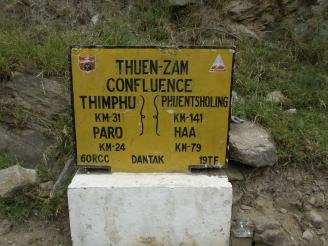 THUEN-ZAM
CONFLUENCE
THIMPHU PHUENTSHOLING
KM-31 KM-141
PARO HAA
KM-24 KM-79
60RCC DANTAK 19TF